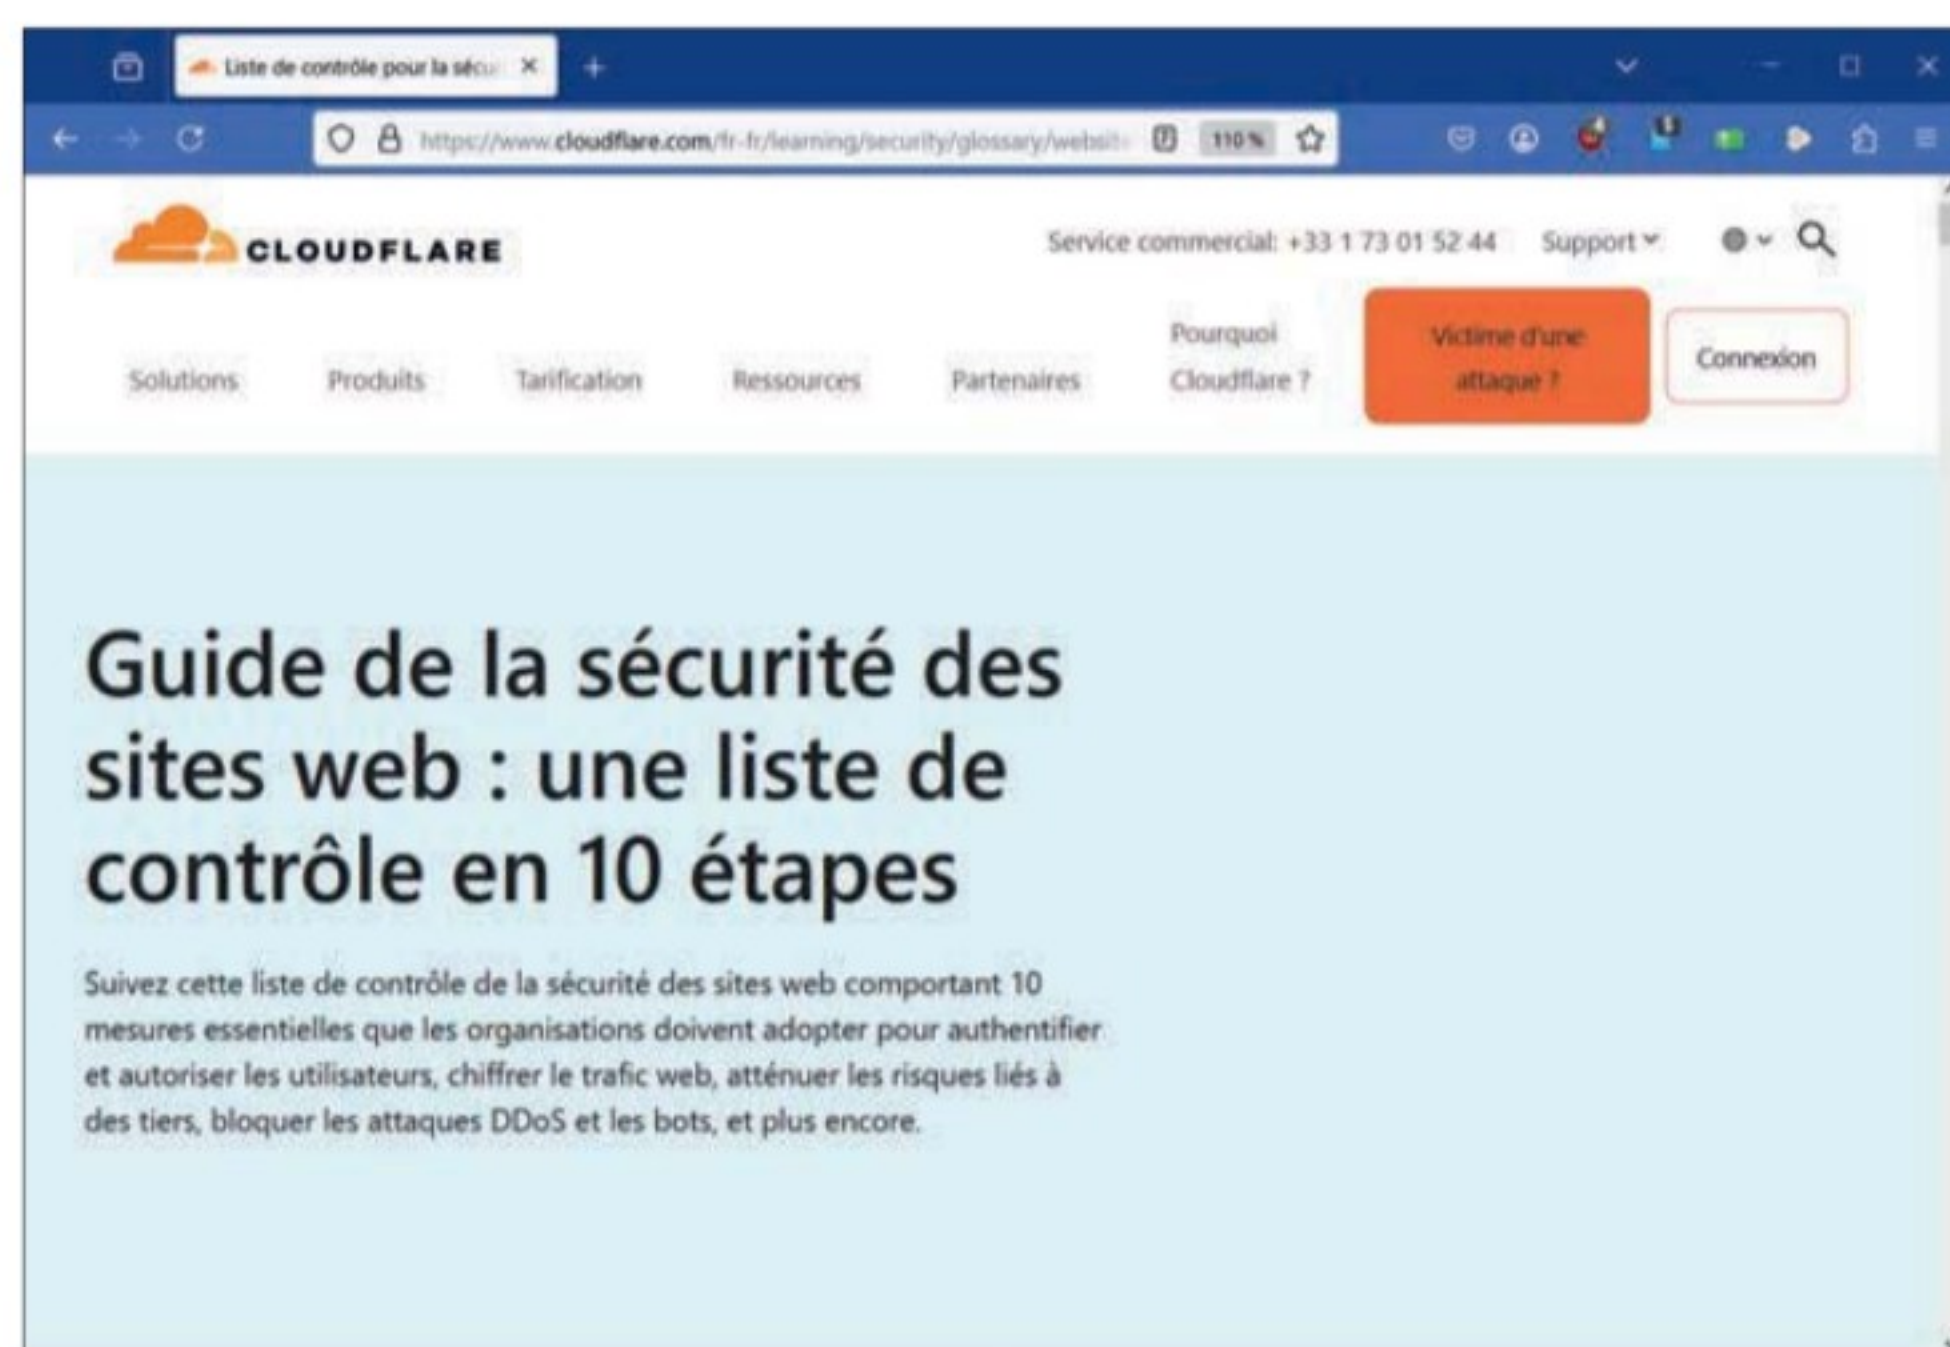 Liste de contrôle pour la sécu
https://www.cloudflare.com/fr-fr/learning/security/glossary/website
110 %
CLOUDFLARE
Service commercial: +33 1 73 01 52 44 Support
Solutions Produits Tarification Ressources Partenaires
Pourquoi
Cloudflare ?
Victime d'une
attaque ?
Connexion
Guide de la sécurité des
sites web : une liste de
contrôle en 10 étapes
Suivez cette liste de contrôle de la sécurité des sites web comportant 10
mesures essentielles que les organisations doivent adopter pour authentifier
et autoriser les utilisateurs, chiffrer le trafic web, atténuer les risques liés à
des tiers, bloquer les attaques DDoS et les bots, et plus encore.